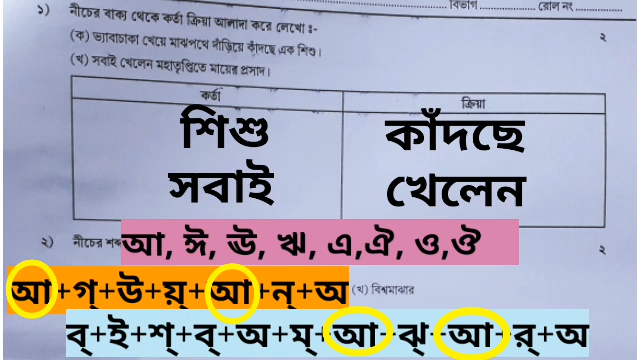 বিভাগ ............... রোল নং ...............
১) নীচের বাক্য থেকে কর্তা ক্রিয়া আলাদা করে লেখো ঃ-
২
(ক) ভ্যাবাচাকা খেয়ে মাঝপথে দাঁড়িয়ে কাঁদছে এক শিশু।
(খ) সবাই খেলেন মহাতৃপ্তিতে মায়ের প্রসাদ।
কর্তা ক্রিয়া
শিশু কাঁদছে
সবাই খেলেন
২) নীচের শব্দ
২
আ, ঈ, ঊ, ঋ, এ,ঐ, ও,ঔ
আ+গ্+উ+য়্+আ+ন্+অ
(খ) বিশ্বমাঝার
ব্+ই+শ্+ব্+অ+ম্+আ+ঝ্+আ+র্+অ